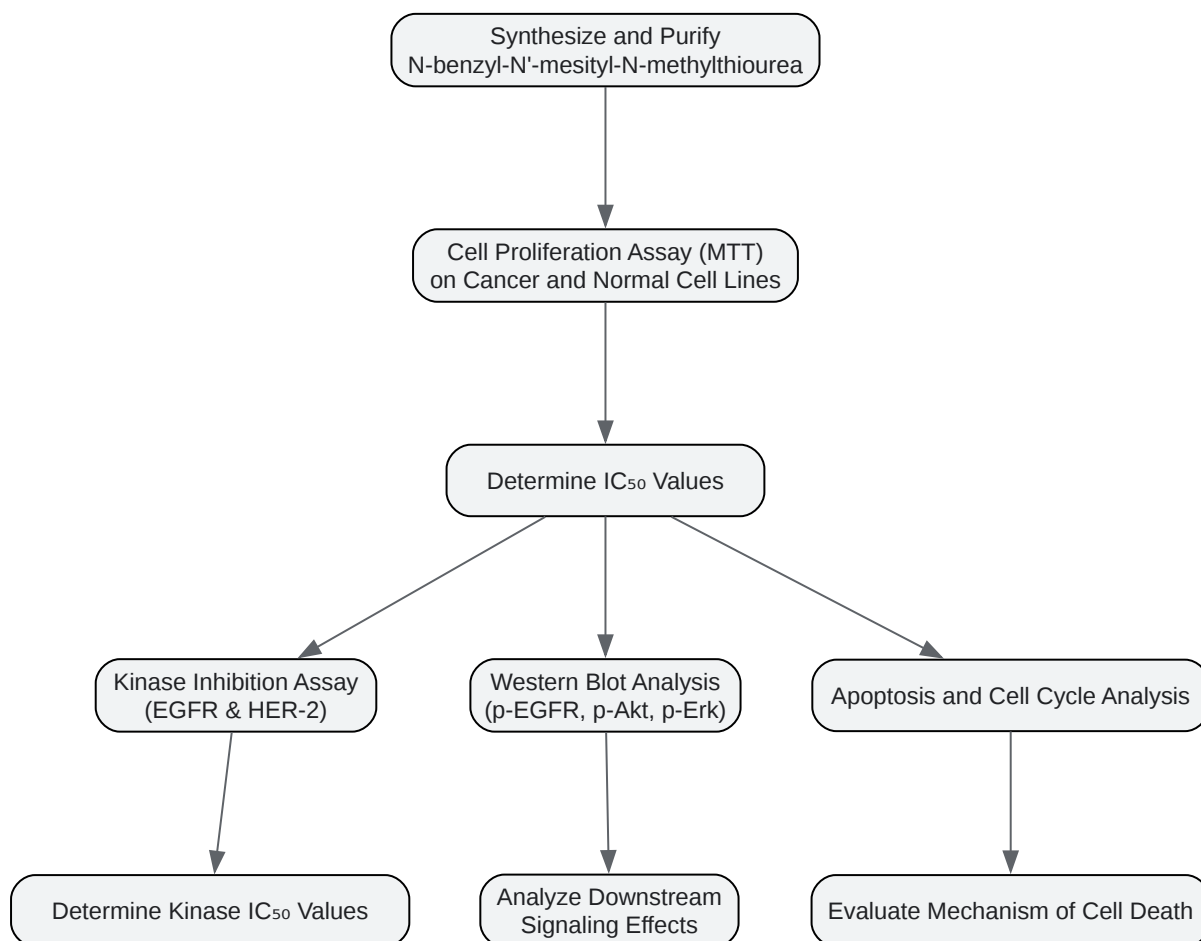 Synthesize and Purify
N-benzyl-N'-mesityl-N-methylthiourea
Cell Proliferation Assay (MTT)
on Cancer and Normal Cell Lines
Determine IC₅₀ Values
Kinase Inhibition Assay
(EGFR & HER-2)
Western Blot Analysis
(p-EGFR, p-Akt, p-Erk)
Apoptosis and Cell Cycle Analysis
Determine Kinase IC₅₀ Values
Analyze Downstream
Signaling Effects
Evaluate Mechanism of Cell Death